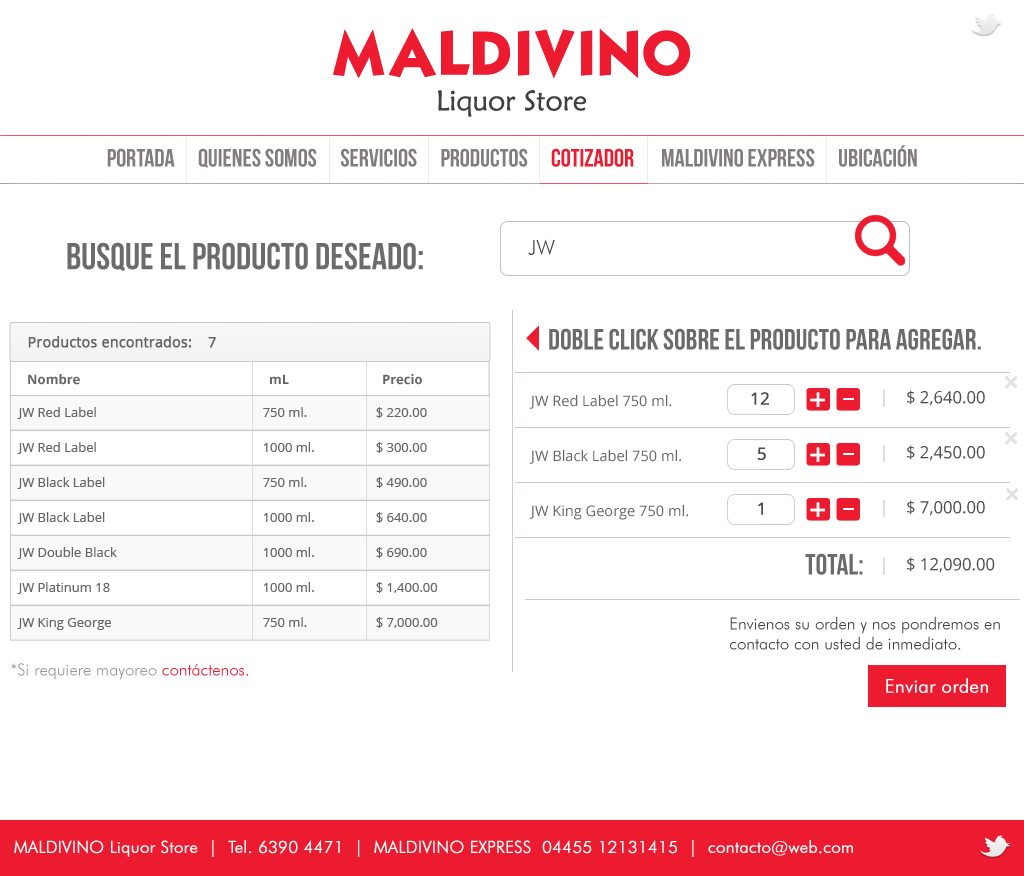 MALDIVINO
Liquor Store
PORTADA QUIENES SOMOS SERVICIOS PRODUCTOS COTIZADOR MALDIVINO EXPRESS UBICACIÓN
BUSQUE EL PRODUCTO DESEADO:
JW
Productos encontrados: 7
Nombre mL Precio
JW Red Label 750 ml. $ 220.00
JW Red Label 1000 ml. $ 300.00
JW Black Label 750 ml. $ 490.00
JW Black Label 1000 ml. $ 640.00
JW Double Black 1000 ml. $ 690.00
JW Platinum 18 1000 ml. $ 1,400.00
JW King George 750 ml. $ 7,000.00
*Si requiere mayoreo contáctenos.
DOBLE CLICK SOBRE EL PRODUCTO PARA AGREGAR.
JW Red Label 750 ml. 12 + − | $ 2,640.00
JW Black Label 750 ml. 5 + − | $ 2,450.00
JW King George 750 ml. 1 + − | $ 7,000.00
TOTAL: | $ 12,090.00
Envienos su orden y nos pondremos en
contacto con usted de inmediato.
Enviar orden
MALDIVINO Liquor Store | Tel. 6390 4471 | MALDIVINO EXPRESS 04455 12131415 | contacto@web.com